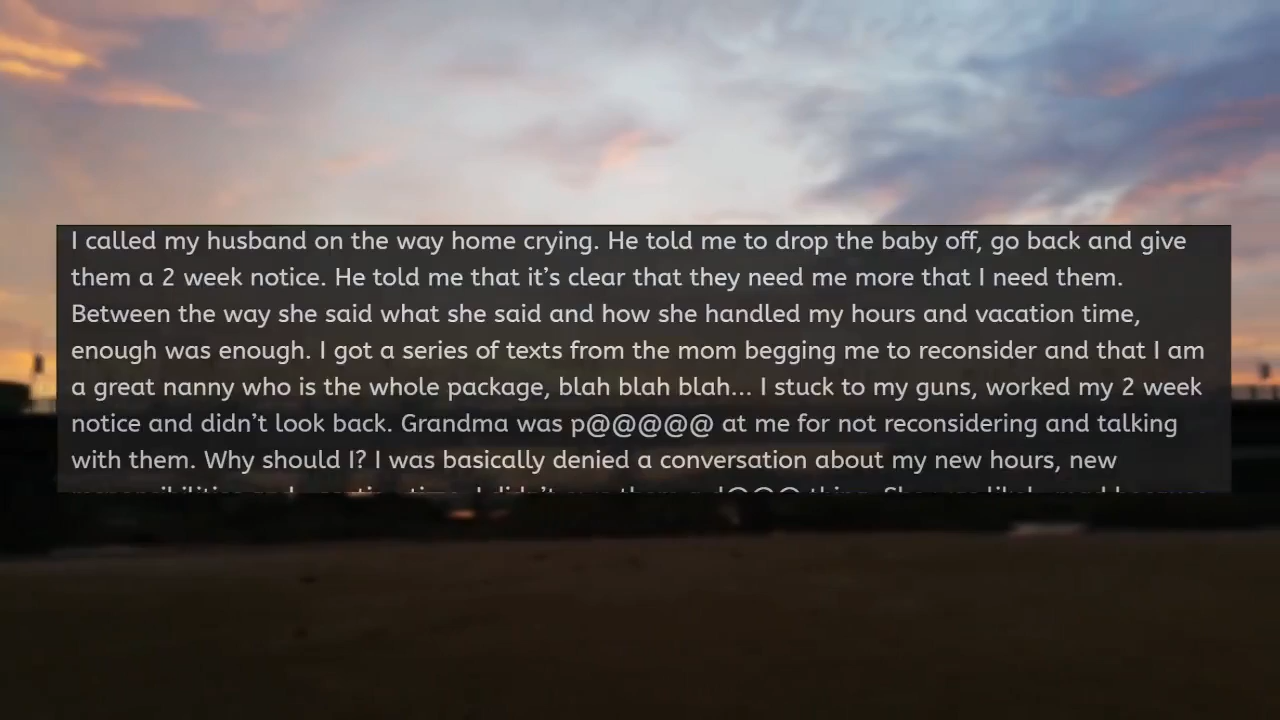 I called my husband on the way home crying. He told me to drop the baby off, go back and give
them a 2 week notice. He told me that it’s clear that they need me more that I need them.
Between the way she said what she said and how she handled my hours and vacation time,
enough was enough. I got a series of texts from the mom begging me to reconsider and that I am
a great nanny who is the whole package, blah blah blah... I stuck to my guns, worked my 2 week
notice and didn’t look back. Grandma was p@@@@@ at me for not reconsidering and talking
with them. Why should I? I was basically denied a conversation about my new hours, new